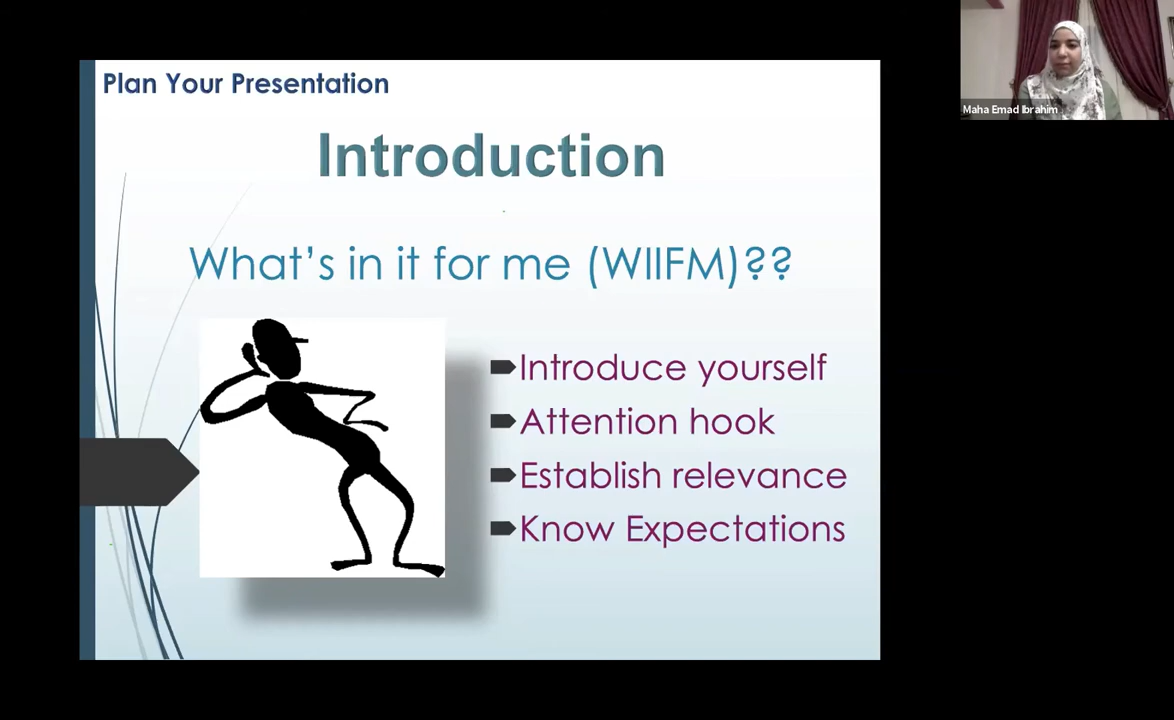 Plan Your Presentation
Introduction
What's in it for me (WIIFM)??
Introduce yourself
Attention hook
Establish relevance
Know Expectations
Maha Emad Ibrahim